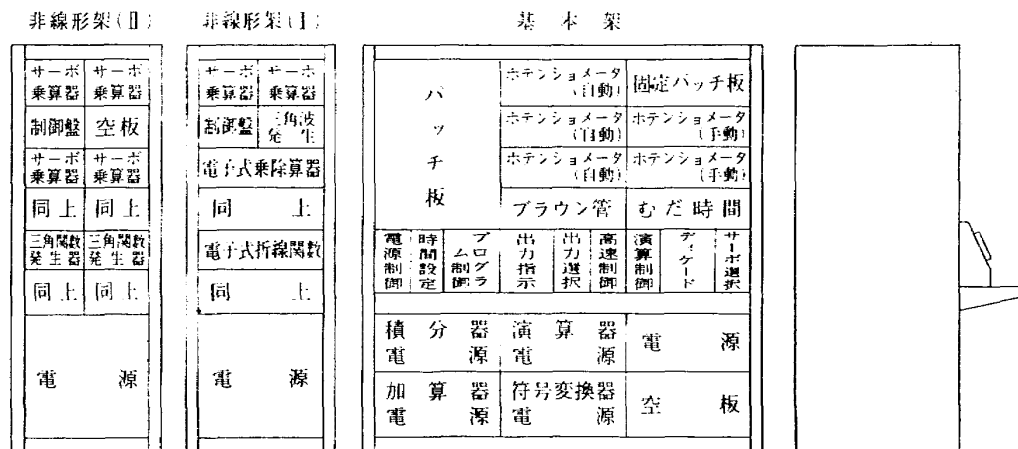 非線形架(Ⅱ)
サーボ乗算器 サーボ乗算器
制御盤 空板
サーボ乗算器 サーボ乗算器
同上 同上
三角関数発生器 三角関数発生器
同上 同上
電源
非線形架(Ⅰ)
サーボ乗算器 サーボ乗算器
制御盤 三角波発生
電子式乗除算器
同上
電子式折線関数
同上
電源
基本架
パッチ板
ポテンショメータ(自動) 固定パッチ板
ポテンショメータ(自動) ポテンショメータ(手動)
ポテンショメータ(自動) ポテンショメータ(手動)
ブラウン管 むだ時間
電源制御 時間設定 プログラム制御 出力指示 出力選択 高速制御 演算制御 ディケード サーボ選択
積分器電源 演算器電源 電源
加算器電源 符号変換器電源 空板